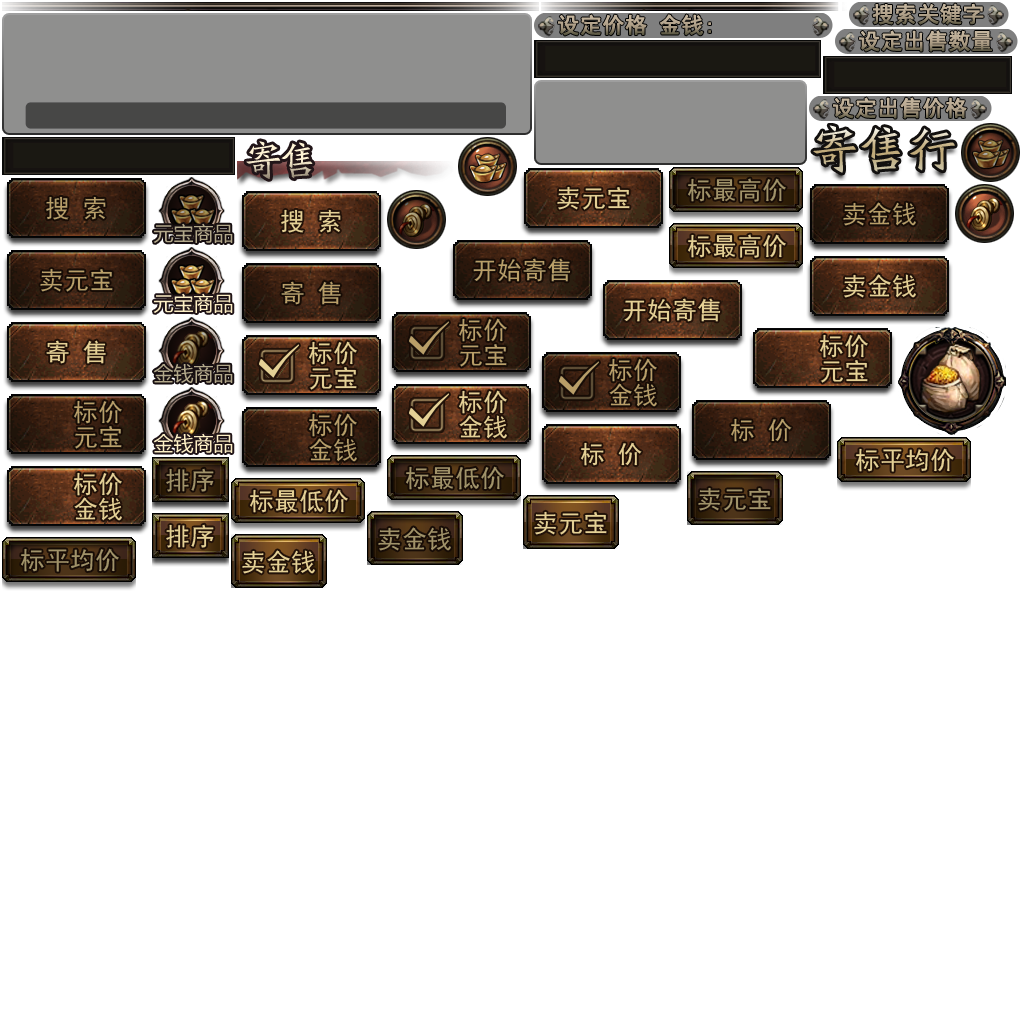 设定价格 金钱：
搜索关键字
设定出售数量
设定出售价格
寄售
寄售行
搜 索
元宝商品
搜 索
卖元宝
标最高价
卖金钱
标最高价
开始寄售
卖元宝
元宝商品
寄 售
卖金钱
开始寄售
寄 售
金钱商品
标价
元宝
标价
元宝
标价
元宝
标价
金钱
标价
元宝
金钱商品
标价
金钱
标价
金钱
标 价
标 价
标价
金钱
排序
标最低价
标最低价
标平均价
卖元宝
排序
卖金钱
卖元宝
标平均价
卖金钱